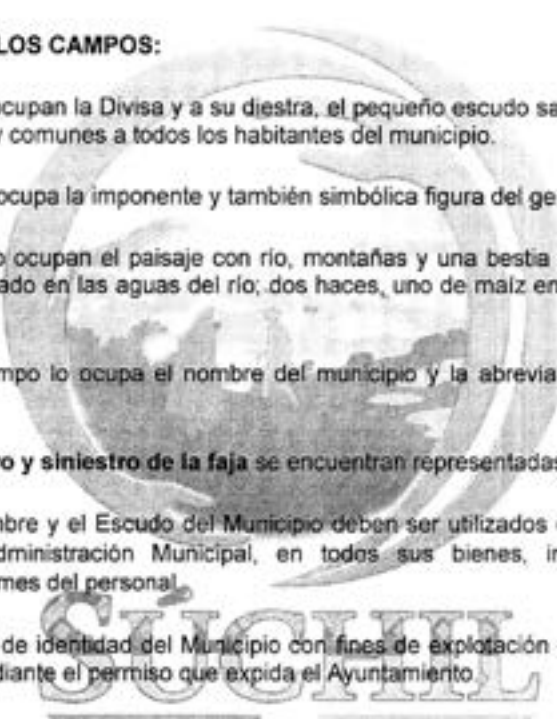 LOS CAMPOS:
cupan la Divisa y a su diestra, el pequeño escudo sa
y comunes a todos los habitantes del municipio.
ocupa la imponente y también simbólica figura del ge
o ocupan el paisaje con río, montañas y una bestia
ado en las aguas del río; dos haces, uno de maíz en
mpo lo ocupa el nombre del municipio y la abrevia
ro y siniestro de la faja se encuentran representadas
mbre y el Escudo del Municipio deben ser utilizados
dministración Municipal, en todos sus bienes, in
mes del personal
SÚCHIL
de identidad del Municipio con fines de explotación
diante el permiso que expida el Ayuntamiento.